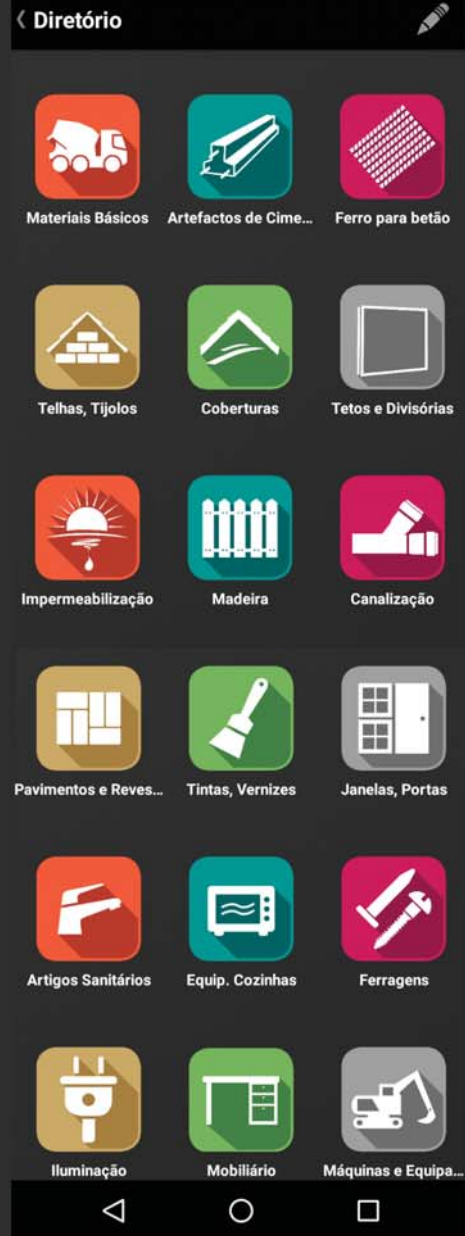 Diretório
Materiais Básicos
Artefactos de Cime...
Ferro para betão
Telhas, Tijolos
Coberturas
Tetos e Divisórias
Impermeabilização
Madeira
Canalização
Pavimentos e Reves...
Tintas, Vernizes
Janelas, Portas
Artigos Sanitários
Equip. Cozinhas
Ferragens
Iluminação
Mobiliário
Máquinas e Equipa...